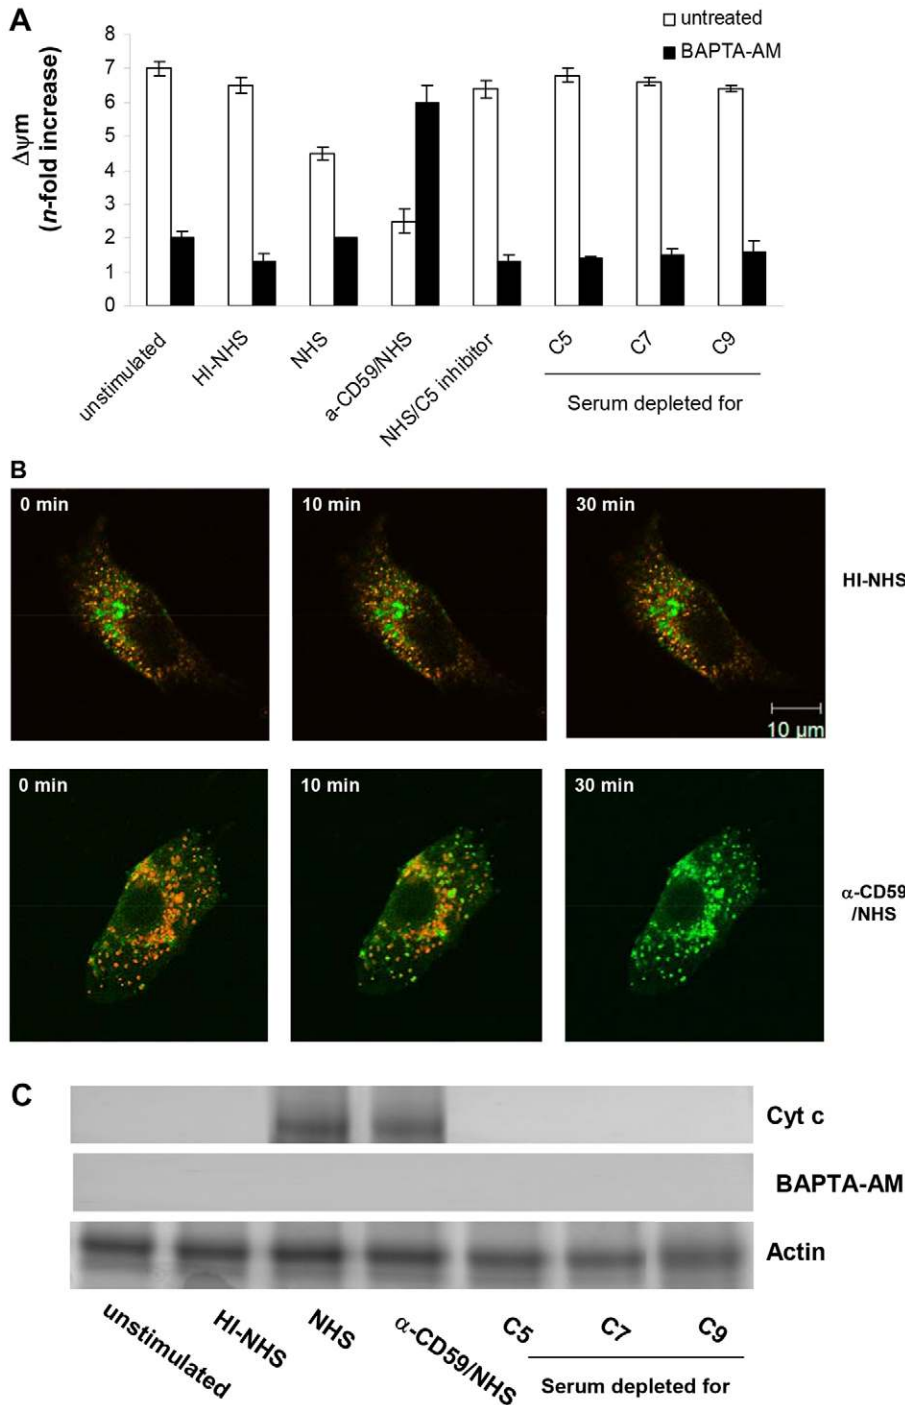 A
untreated
BAPTA-AM
Δψm
(n-fold increase)
8
7
6
5
4
3
2
1
0
unstimulated
HI-NHS
NHS
a-CD59/NHS
NHS/C5 inhibitor
C5
C7
C9
Serum depleted for
B
0 min
10 min
30 min
HI-NHS
10 µm
0 min
10 min
30 min
α-CD59
/NHS
C
Cyt c
BAPTA-AM
Actin
unstimulated
HI-NHS
NHS
α-CD59/NHS
C5
C7
C9
Serum depleted for